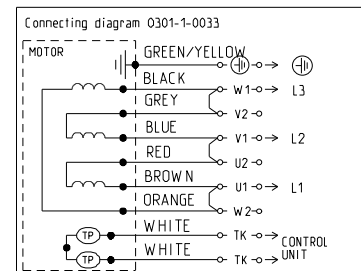 Connecting diagram 0301-1-0033
MOTOR
GREEN/YELLOW
BLACK W1 L3
GREY V2
BLUE V1 L2
RED U2
BROWN U1 L1
ORANGE W2
TP WHITE TK CONTROL
TP WHITE TK UNIT